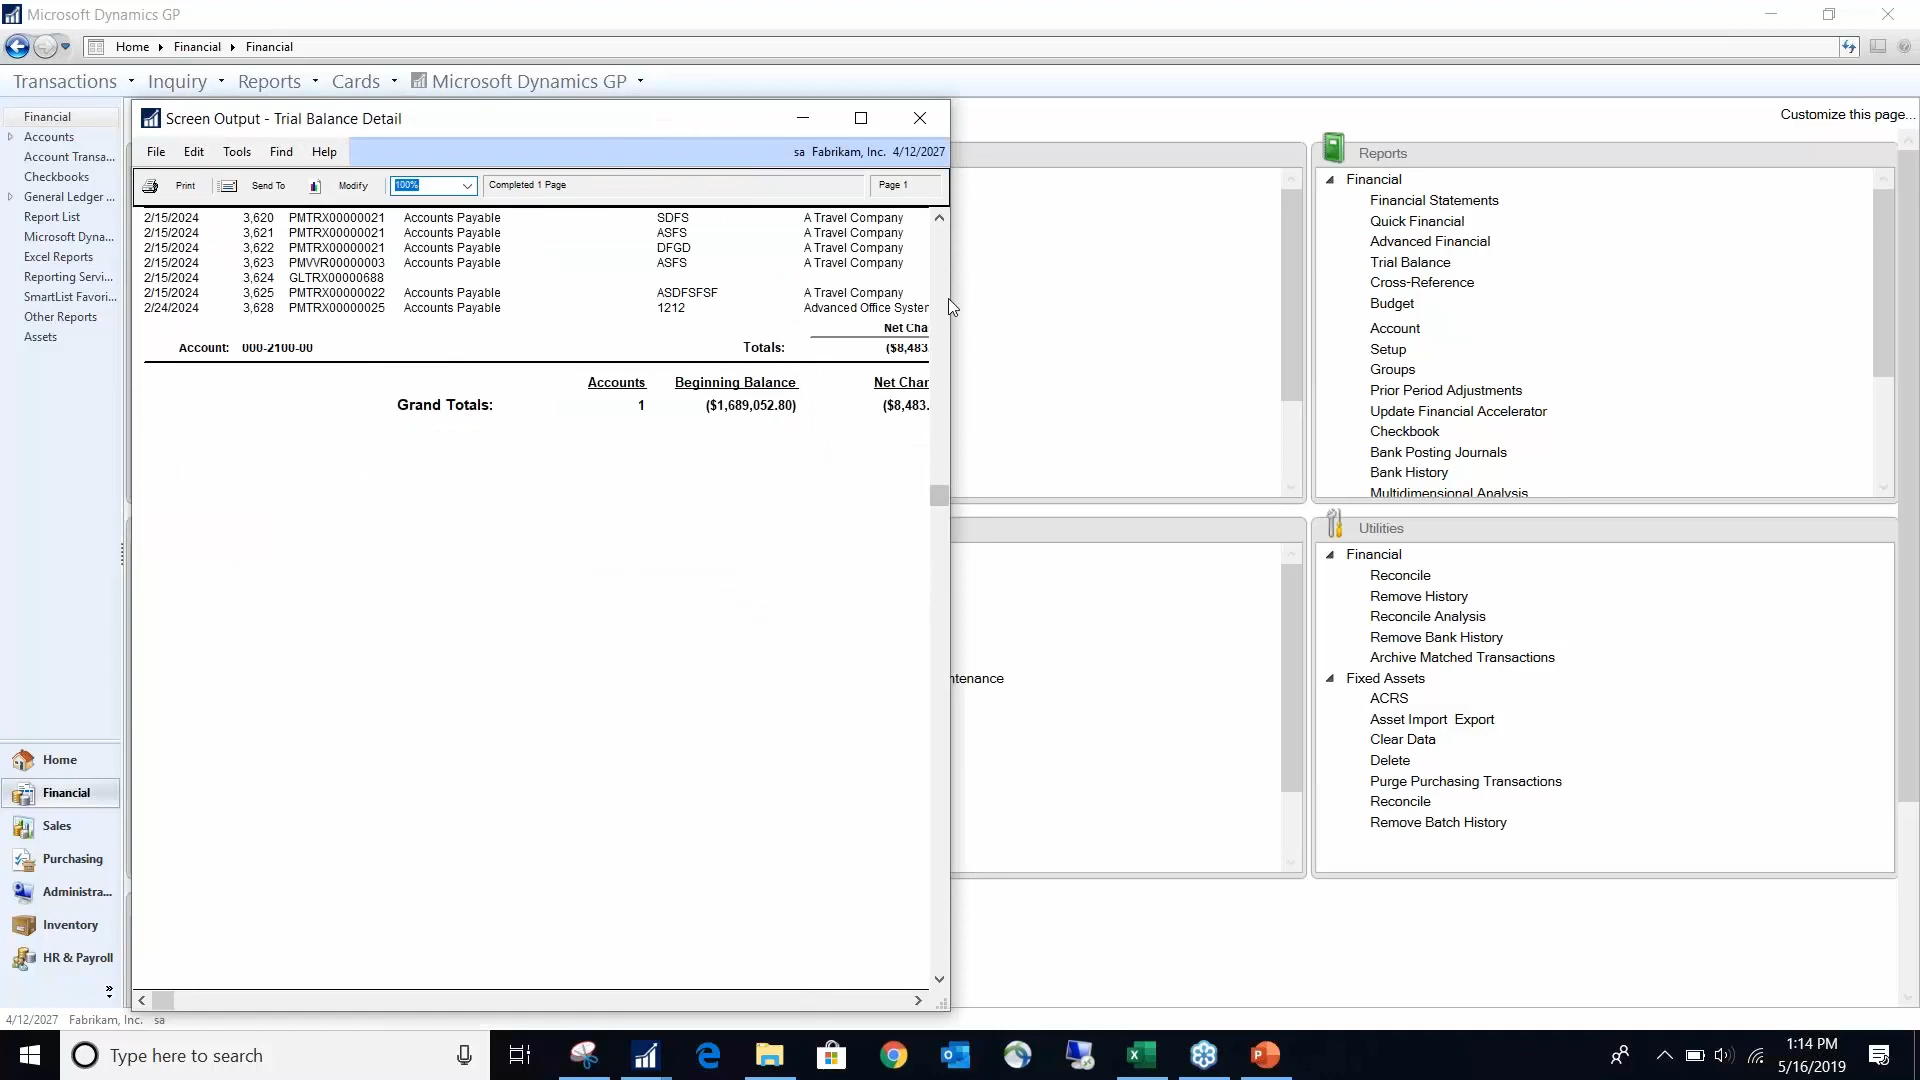 Microsoft Dynamics GP
Home Financial Financial
Transactions Inquiry Reports Cards Microsoft Dynamics GP
Customize this page...
Financial
Accounts
Account Transa...
Checkbooks
General Ledger ...
Report List
Microsoft Dyna...
Excel Reports
Reporting Servi...
SmartList Favori...
Other Reports
Assets
Home
Financial
Sales
Purchasing
Administra...
Inventory
HR & Payroll
Screen Output - Trial Balance Detail
File Edit Tools Find Help sa Fabrikam, Inc. 4/12/2027
Print Send To Modify 100% Completed 1 Page Page 1
2/15/2024 3,620 PMTRX00000021 Accounts Payable SDFS A Travel Company
2/15/2024 3,621 PMTRX00000021 Accounts Payable ASFS A Travel Company
2/15/2024 3,622 PMTRX00000021 Accounts Payable DFGD A Travel Company
2/15/2024 3,623 PMVVR00000003 Accounts Payable ASFS A Travel Company
2/15/2024 3,624 GLTRX00000688
2/15/2024 3,625 PMTRX00000022 Accounts Payable ASDFSFSF A Travel Company
2/24/2024 3,628 PMTRX00000025 Accounts Payable 1212 Advanced Office System
Net Cha
Account: 000-2100-00 Totals: ($8,483.
Accounts Beginning Balance Net Char
Grand Totals: 1 ($1,689,052.80) ($8,483.
ntenance
Reports
Financial
Financial Statements
Quick Financial
Advanced Financial
Trial Balance
Cross-Reference
Budget
Account
Setup
Groups
Prior Period Adjustments
Update Financial Accelerator
Checkbook
Bank Posting Journals
Bank History
Multidimensional Analysis
Utilities
Financial
Reconcile
Remove History
Reconcile Analysis
Remove Bank History
Archive Matched Transactions
Fixed Assets
ACRS
Asset Import Export
Clear Data
Delete
Purge Purchasing Transactions
Reconcile
Remove Batch History
4/12/2027 Fabrikam, Inc. sa
Type here to search
1:14 PM
5/16/2019